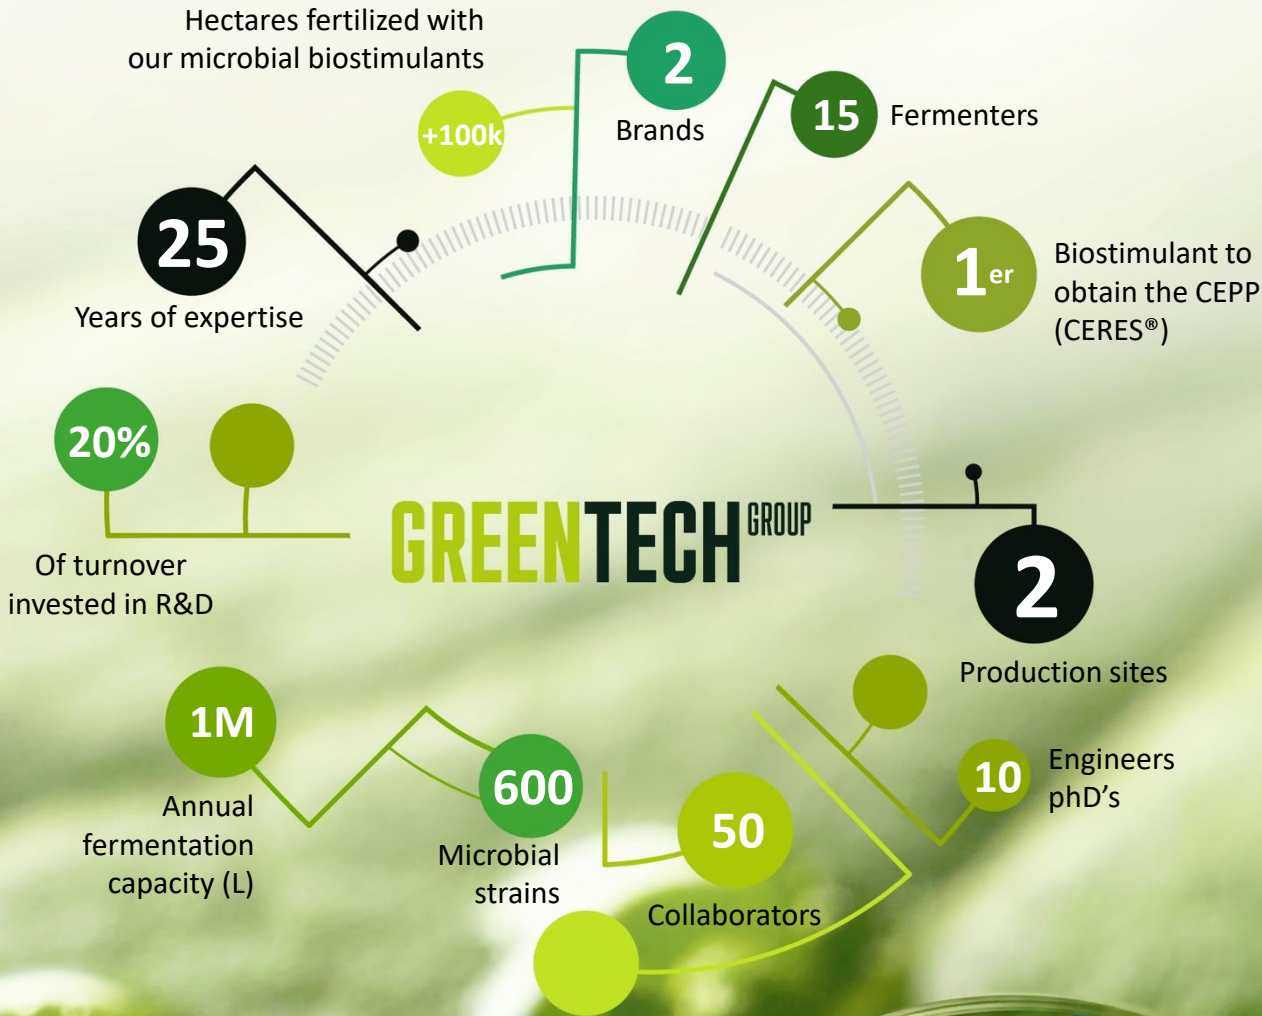 Hectares fertilized with
our microbial biostimulants
+100k
2
Brands
15
Fermenters
25
Years of expertise
1er
Biostimulant to
obtain the CEPP
(CERES®)
20%
Of turnover
invested in R&D
GREENTECH GROUP
2
Production sites
1M
Annual
fermentation
capacity (L)
600
Microbial
strains
50
Collaborators
10
Engineers
phD’s